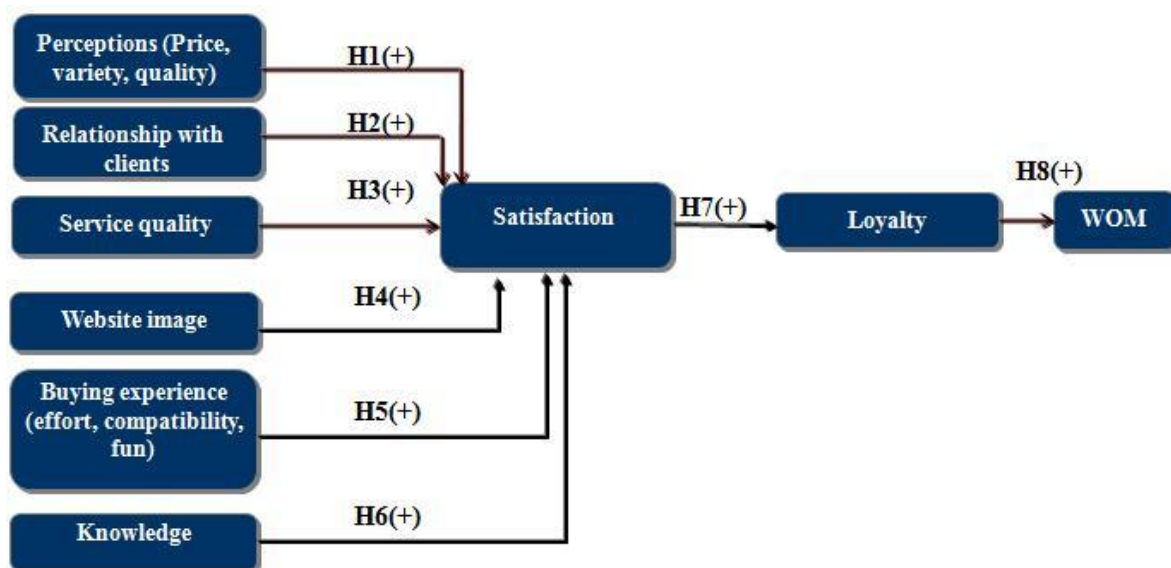 Perceptions (Price,
variety, quality)
H1(+)
Relationship with
clients
H2(+)
Service quality
H3(+)
Satisfaction
H7(+)
Loyalty
H8(+)
WOM
Website image
H4(+)
Buying experience
(effort, compatibility,
fun)
H5(+)
Knowledge
H6(+)